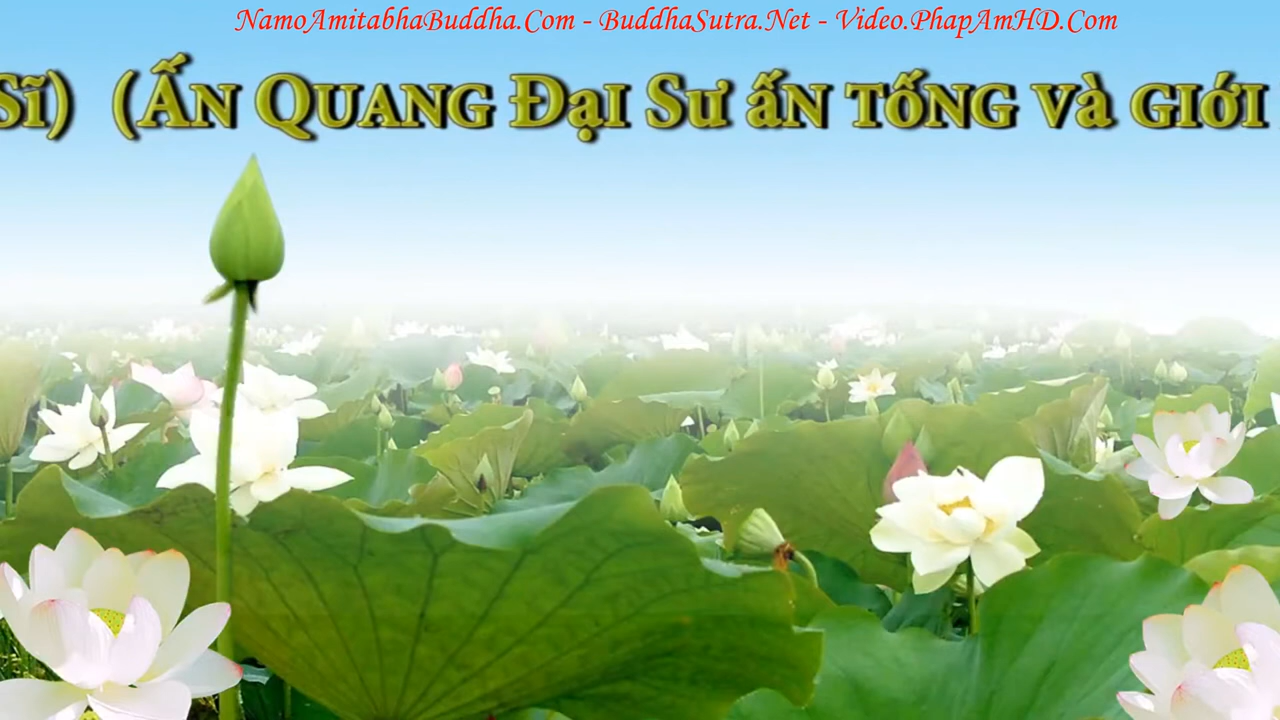 NamoAmitabhaBuddha.Com - BuddhaSutra.Net - Video.PhapAmHD.Com
Sĩ) (Ấn Quang Đại Sư ấn tống và giới